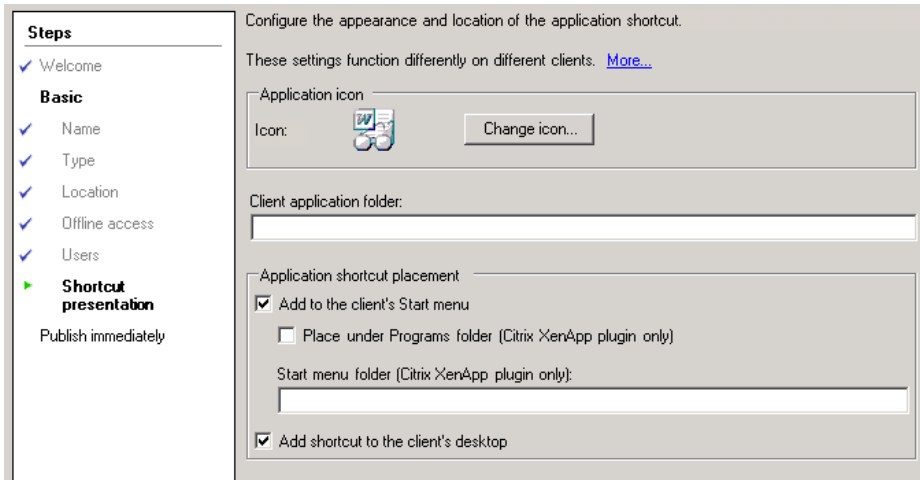 Steps
Welcome
Basic
Name
Type
Location
Offline access
Users
Shortcut
presentation
Publish immediately
Configure the appearance and location of the application shortcut.
These settings function differently on different clients. More...
Application icon
Icon:
W
Change icon...
Client application folder:
Application shortcut placement
Add to the client's Start menu
Place under Programs folder (Citrix XenApp plugin only)
Start menu folder (Citrix XenApp plugin only):
Add shortcut to the client's desktop